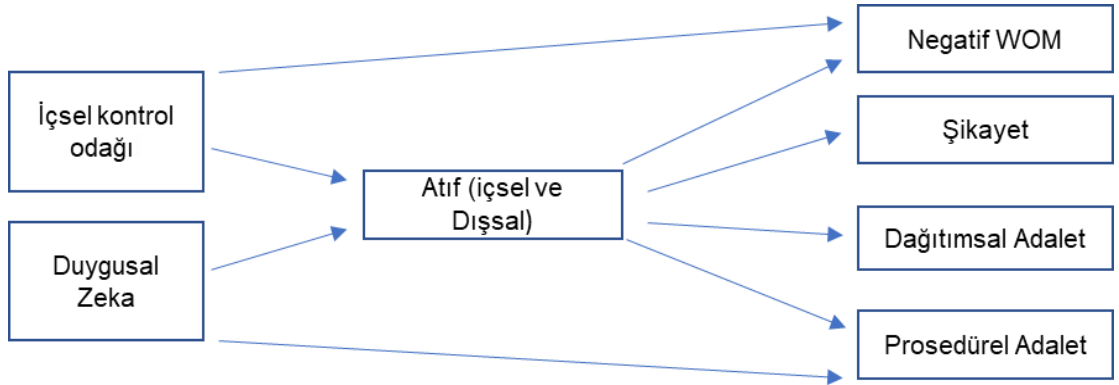 İçsel kontrol
odağı
Duygusal
Zeka
Atıf (içsel ve
Dışsal)
Negatif WOM
Şikayet
Dağıtımsal Adalet
Prosedürel Adalet